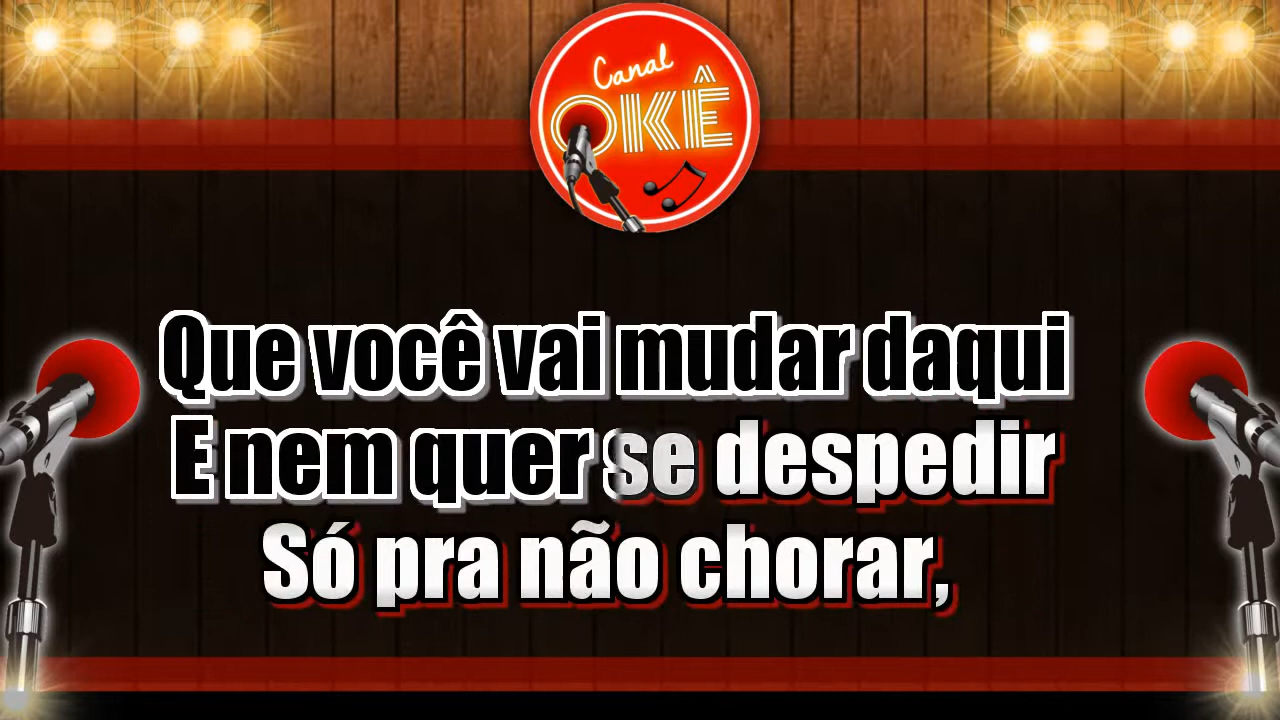 Canal
OKÊ
Que você vai mudar daqui
E nem quer se despedir
Só pra não chorar,